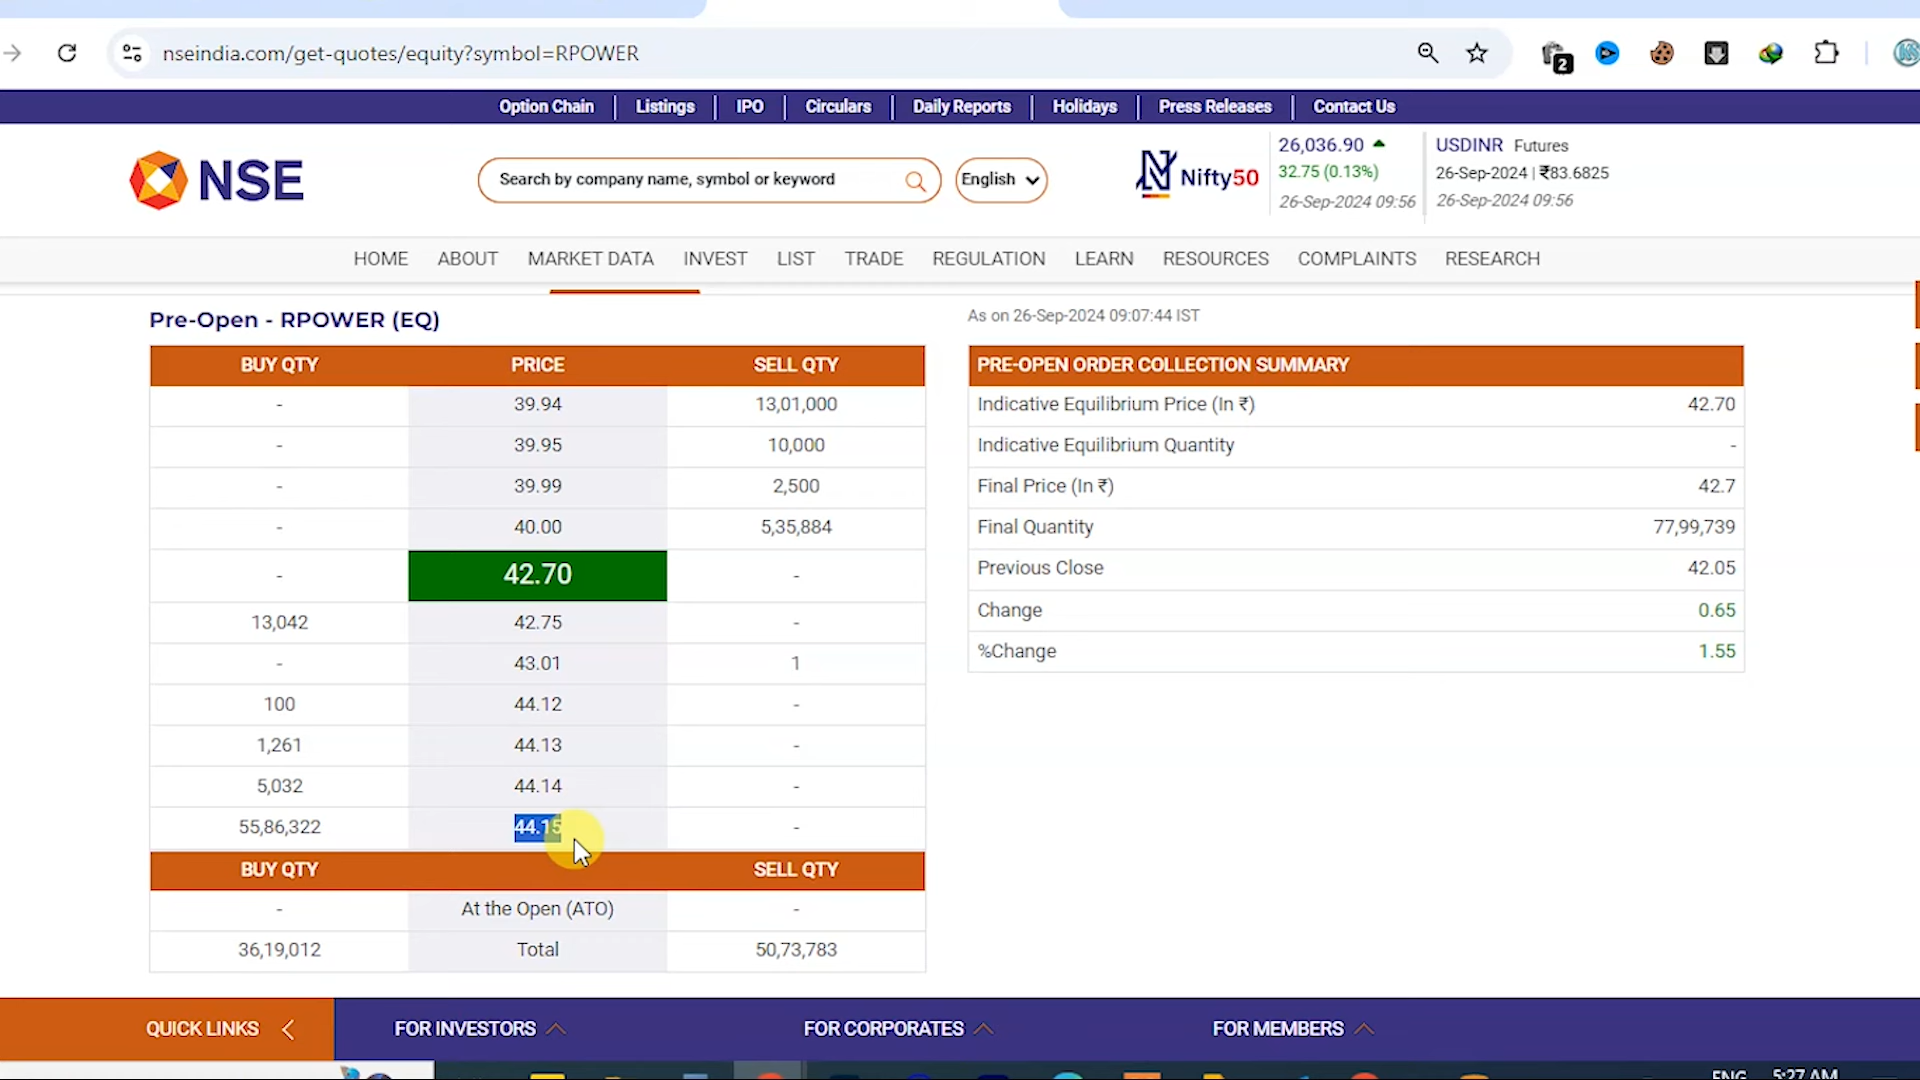 nseindia.com/get-quotes/equity?symbol=RPOWER
2
Option Chain Listings IPO Circulars Daily Reports Holidays Press Releases Contact Us
NSE
Search by company name, symbol or keyword
English
Nifty50
26,036.90
32.75 (0.13%)
26-Sep-2024 09:56
USDINR Futures
26-Sep-2024 | ₹83.6825
26-Sep-2024 09:56
HOME ABOUT MARKET DATA INVEST LIST TRADE REGULATION LEARN RESOURCES COMPLAINTS RESEARCH
Pre-Open - RPOWER (EQ)
As on 26-Sep-2024 09:07:44 IST
BUY QTY PRICE SELL QTY
- 39.94 13,01,000
- 39.95 10,000
- 39.99 2,500
- 40.00 5,35,884
- 42.70 -
13,042 42.75 -
- 43.01 1
100 44.12 -
1,261 44.13 -
5,032 44.14 -
55,86,322 44.15 -
BUY QTY SELL QTY
- At the Open (ATO) -
36,19,012 Total 50,73,783
PRE-OPEN ORDER COLLECTION SUMMARY
Indicative Equilibrium Price (In ₹) 42.70
Indicative Equilibrium Quantity -
Final Price (In ₹) 42.7
Final Quantity 77,99,739
Previous Close 42.05
Change 0.65
%Change 1.55
QUICK LINKS FOR INVESTORS FOR CORPORATES FOR MEMBERS
ENG 5:27 AM